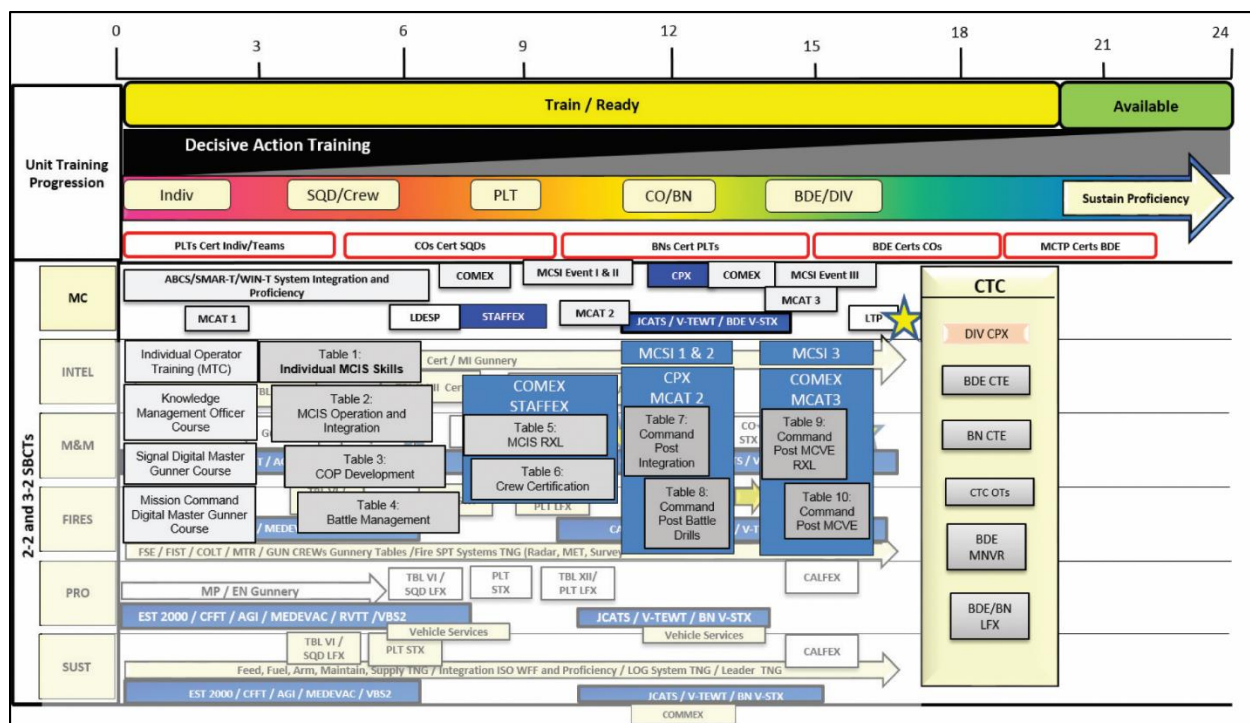 0
3
6
9
12
15
18
21
24
Unit Training
Progression
Train / Ready
Available
Decisive Action Training
Indiv
SQD/Crew
PLT
CO/BN
BDE/DIV
Sustain Proficiency
PLTs Cert Indiv/Teams
COs Cert SQDs
BNs Cert PLTs
BDE Certs COs
MCTP Certs BDE
2-2 and 3-2 SBCTs
MC
ABCS/SMAR-T/WIN-T System Integration and
Proficiency
COMEX
MCSI Event I & II
CPX
COMEX
MCSI Event III
MCAT 1
LDESP
STAFFEX
MCAT 2
JCATS / V-TEWT / BDE V-STX
MCAT 3
LTP
CTC
DIV CPX
BDE CTE
BN CTE
CTC OTs
BDE
MNVR
BDE/BN
LFX
INTEL
Individual Operator
Training (MTC)
Table 1:
Individual MCIS Skills
Cert / MI Gunnery
MCSI 1 & 2
MCSI 3
Knowledge
Management Officer
Course
Table 2:
MCIS Operation and
Integration
COMEX
STAFFEX
CPX
MCAT 2
COMEX
MCAT3
M&M
Signal Digital Master
Gunner Course
Table 3:
COP Development
Table 5:
MCIS RXL
Table 7:
Command
Post
Integration
CO
STX
Table 9:
Command
Post MCVE
RXL
FIRES
Mission Command
Digital Master Gunner
Course
Table 4:
Battle Management
Table 6:
Crew Certification
PLT LFX
Table 8:
Command
Post Battle
Drills
Table 10:
Command
Post MCVE
/ MEDEV
FSE / FIST / COLT / MTR / GUN CREWs Gunnery Tables /Fire SPT Systems TNG (Radar, MET, Survey
PRO
MP / EN Gunnery
TBL VI /
SQD LFX
PLT
STX
TBL XII/
PLT LFX
CALFEX
EST 2000 / CFFT / AGI / MEDEVAC / RVTT /VBS2
JCATS / V-TEWT / BN V-STX
Vehicle Services
Vehicle Services
SUST
TBL VI /
SQD LFX
PLT STX
CALFEX
Feed, Fuel, Arm, Maintain, Supply TNG / Integration ISO WFF and Proficiency / LOG System TNG / Leader TNG
EST 2000 / CFFT / AGI / MEDEVAC / VBS2
JCATS / V-TEWT / BN V-STX
COMMEX